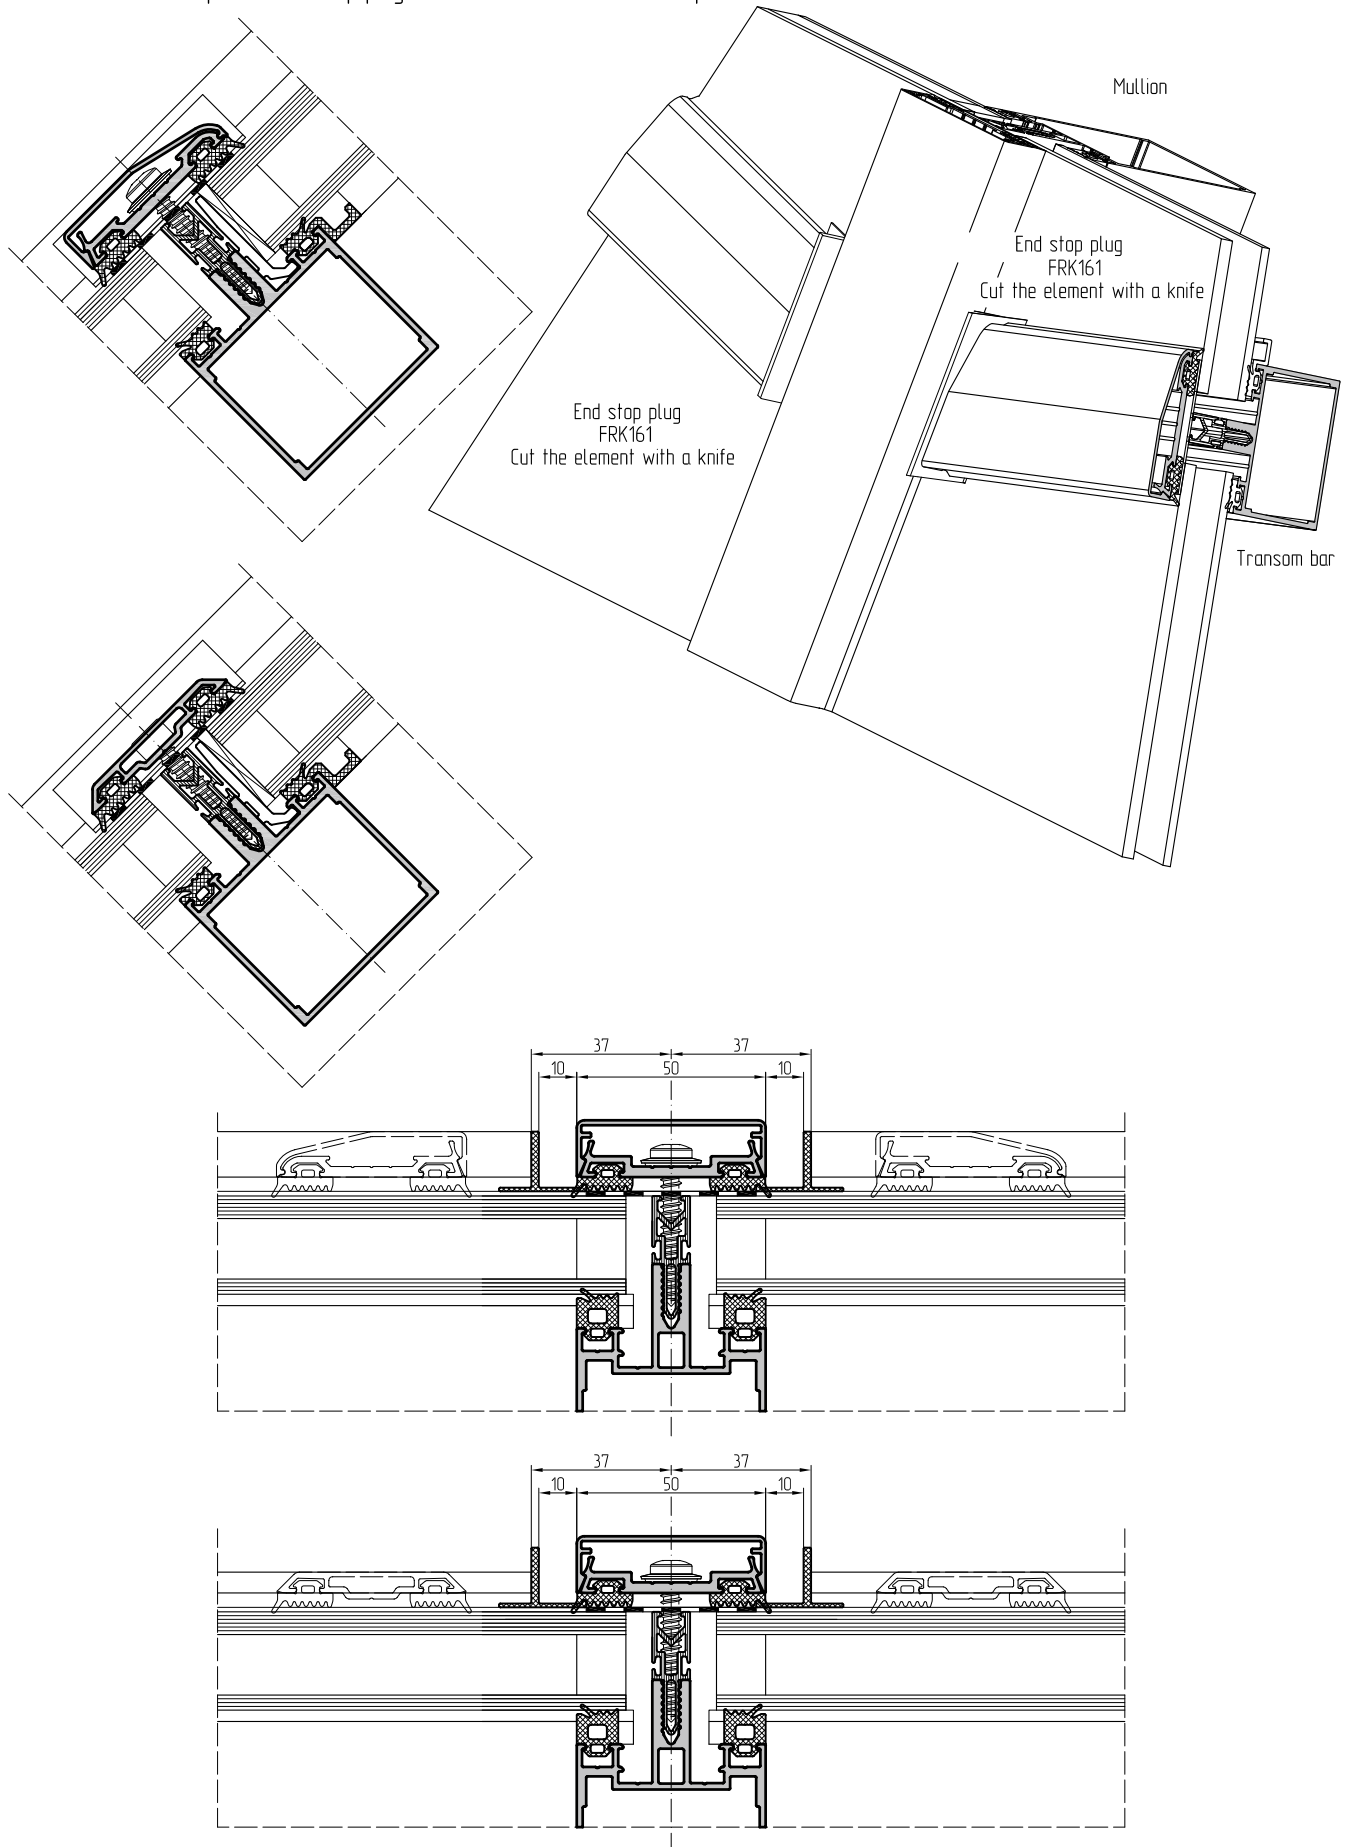 Mullion
End stop plug
FRK161
Cut the element with a knife
End stop plug
FRK161
Cut the element with a knife
Transom bar
37 37
10 50 10
37 37
10 50 10